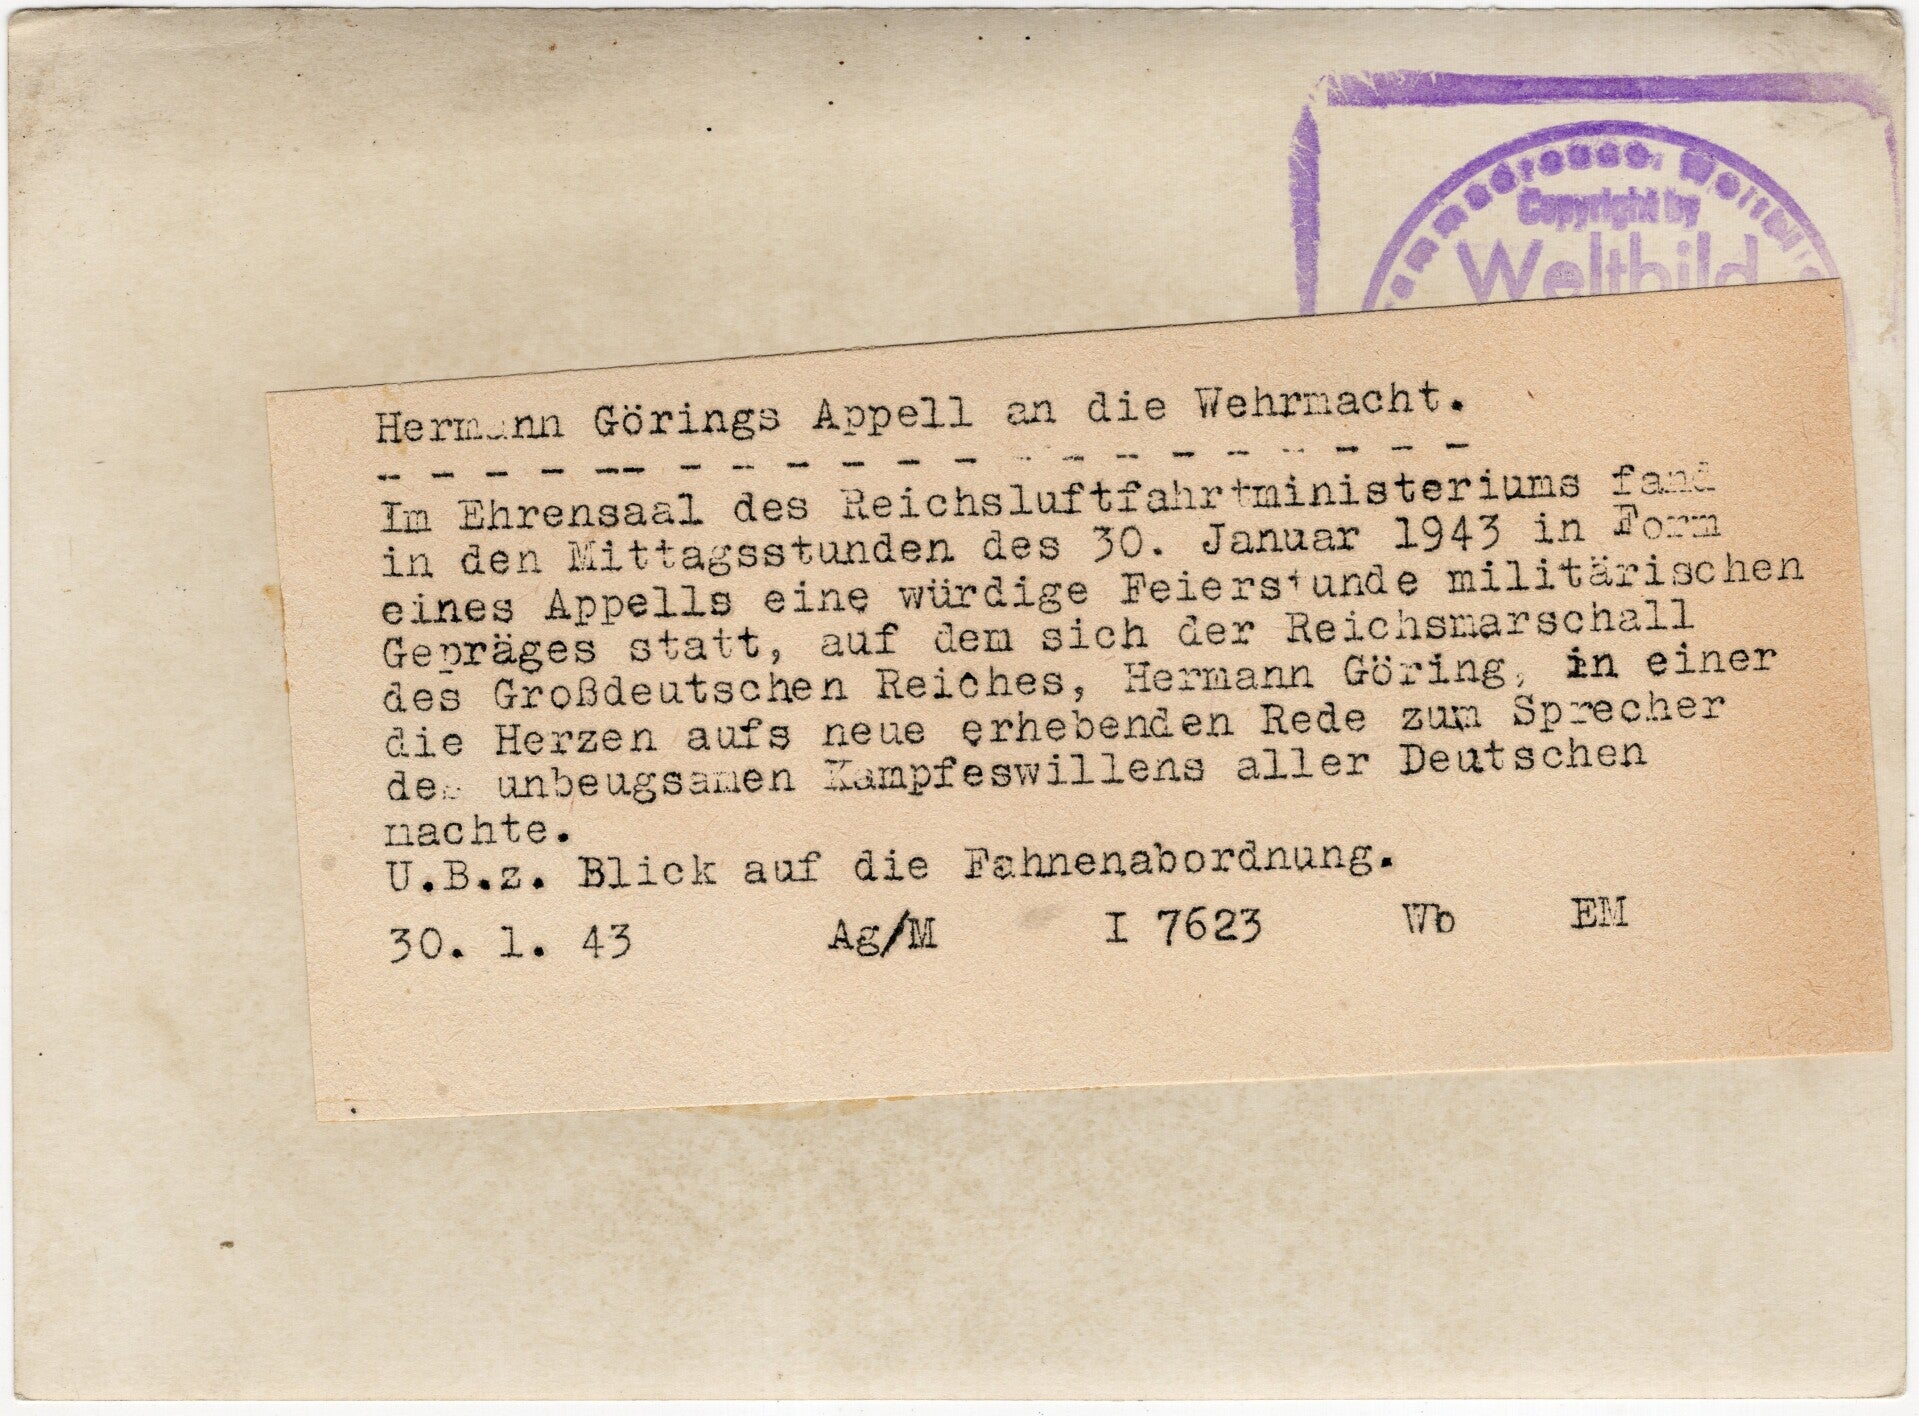 Copyright by
Weltbild
Hermann Görings Appell an die Wehrmacht.
- - - - - - - - - - - - - - - - - - - -
Im Ehrensaal des Reichsluftfahrtministeriums fand
in den Mittagsstunden des 30. Januar 1943 in Form
eines Appells eine würdige Feierstunde militärischen
Gepräges statt, auf dem sich der Reichsmarschall
des Großdeutschen Reiches, Hermann Göring, in einer
die Herzen aufs neue erhebenden Rede zum Sprecher
des unbeugsamen Kampfeswillens aller Deutschen
machte.
U.B.z. Blick auf die Fahnenabordnung.
30. 1. 43 Ag/M I 7623 Wb EM